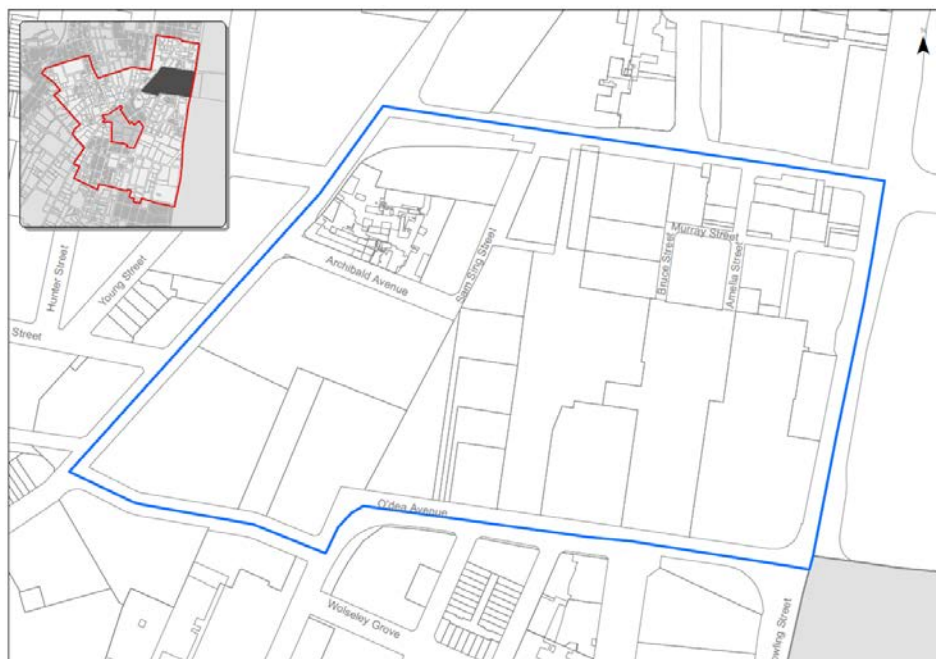 Hunter Street
Young Street
Street
Archibald Avenue
Sam Sing Street
Bruce Street
Murray Street
Amelia Street
O'dea Avenue
Wolseley Grove
owling Street